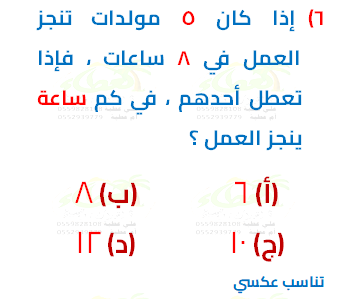 ٦) إذا كان ٥ مولدات تنجز
العمل في ٨ ساعات ، فإذا
تعطل أحدهم ، في كم ساعة
ينجز العمل ؟
(أ) ٦ (ب) ٨
(ج) ١٠ (د) ١٢
تناسب عكسي